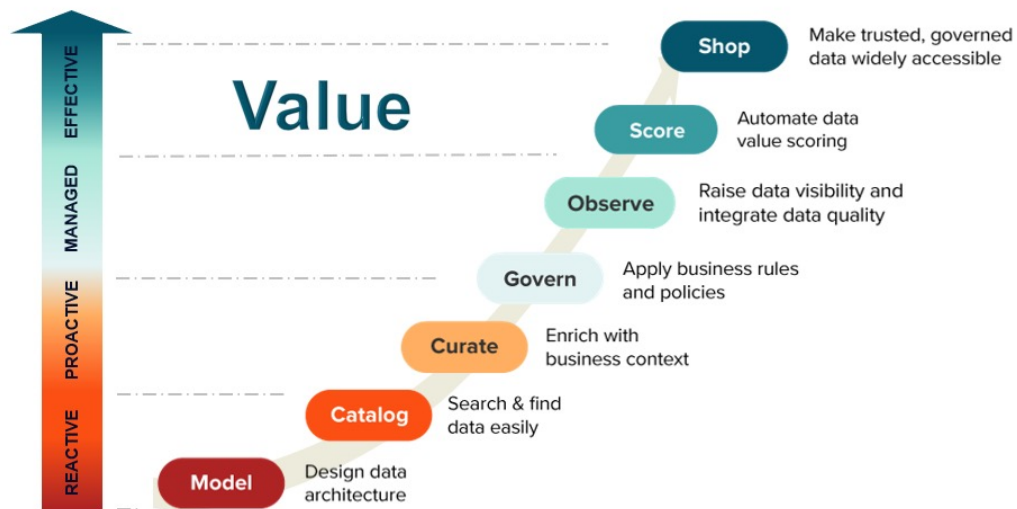 EFFECTIVE
MANAGED
PROACTIVE
REACTIVE
Value
Shop
Make trusted, governed
data widely accessible
Score
Automate data
value scoring
Observe
Raise data visibility and
integrate data quality
Govern
Apply business rules
and policies
Curate
Enrich with
business context
Catalog
Search & find
data easily
Model
Design data
architecture